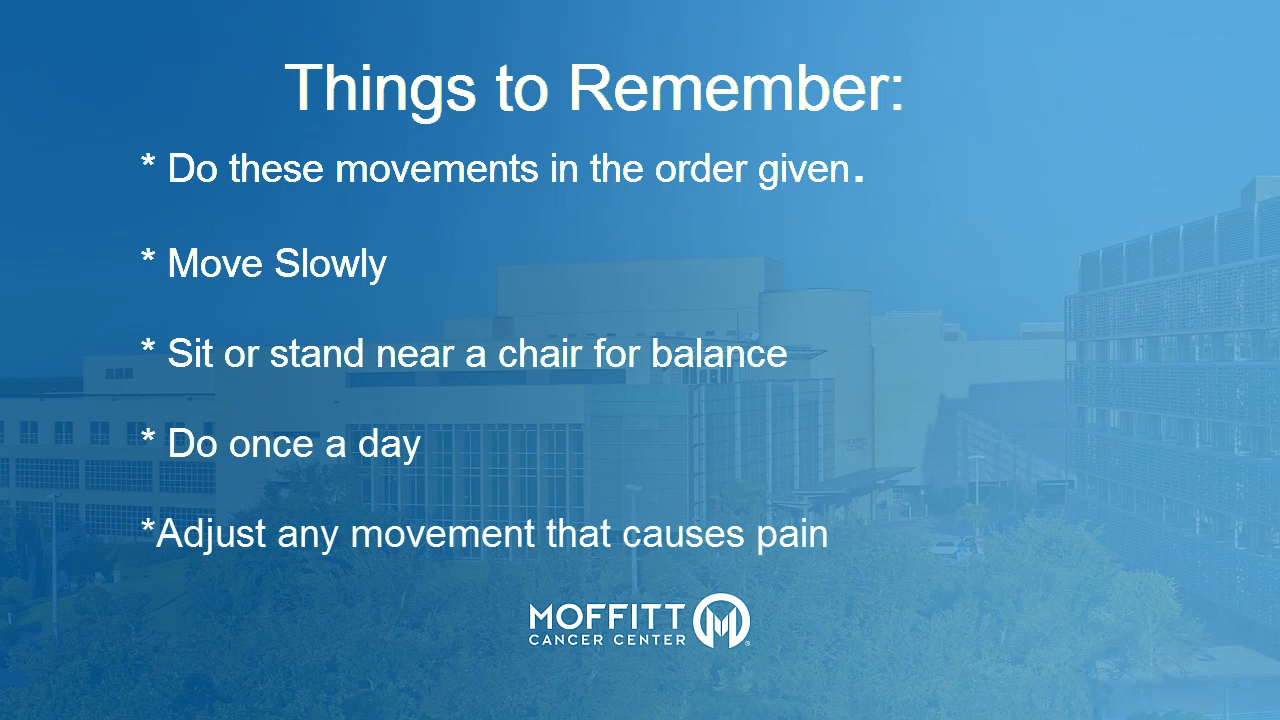 Things to Remember:
* Do these movements in the order given.
* Move Slowly
* Sit or stand near a chair for balance
* Do once a day
*Adjust any movement that causes pain
MOFFITT
CANCER CENTER
®